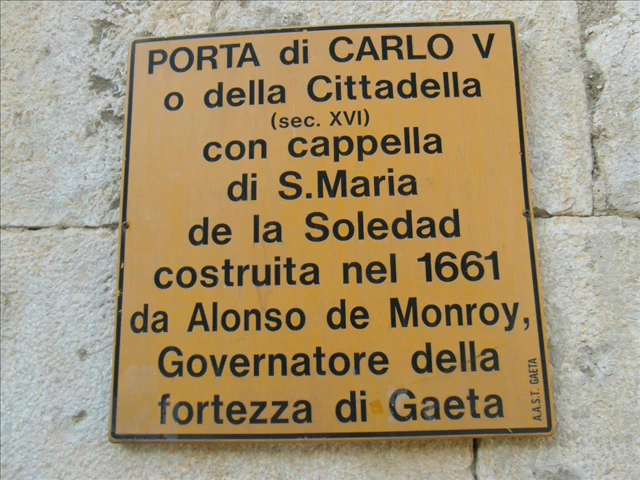 PORTA di CARLO V
o della Cittadella
(sec. XVI)
con cappella
di S.Maria
de la Soledad
costruita nel 1661
da Alonso de Monroy,
Governatore della
fortezza di Gaeta
A.A.S.T. GAETA